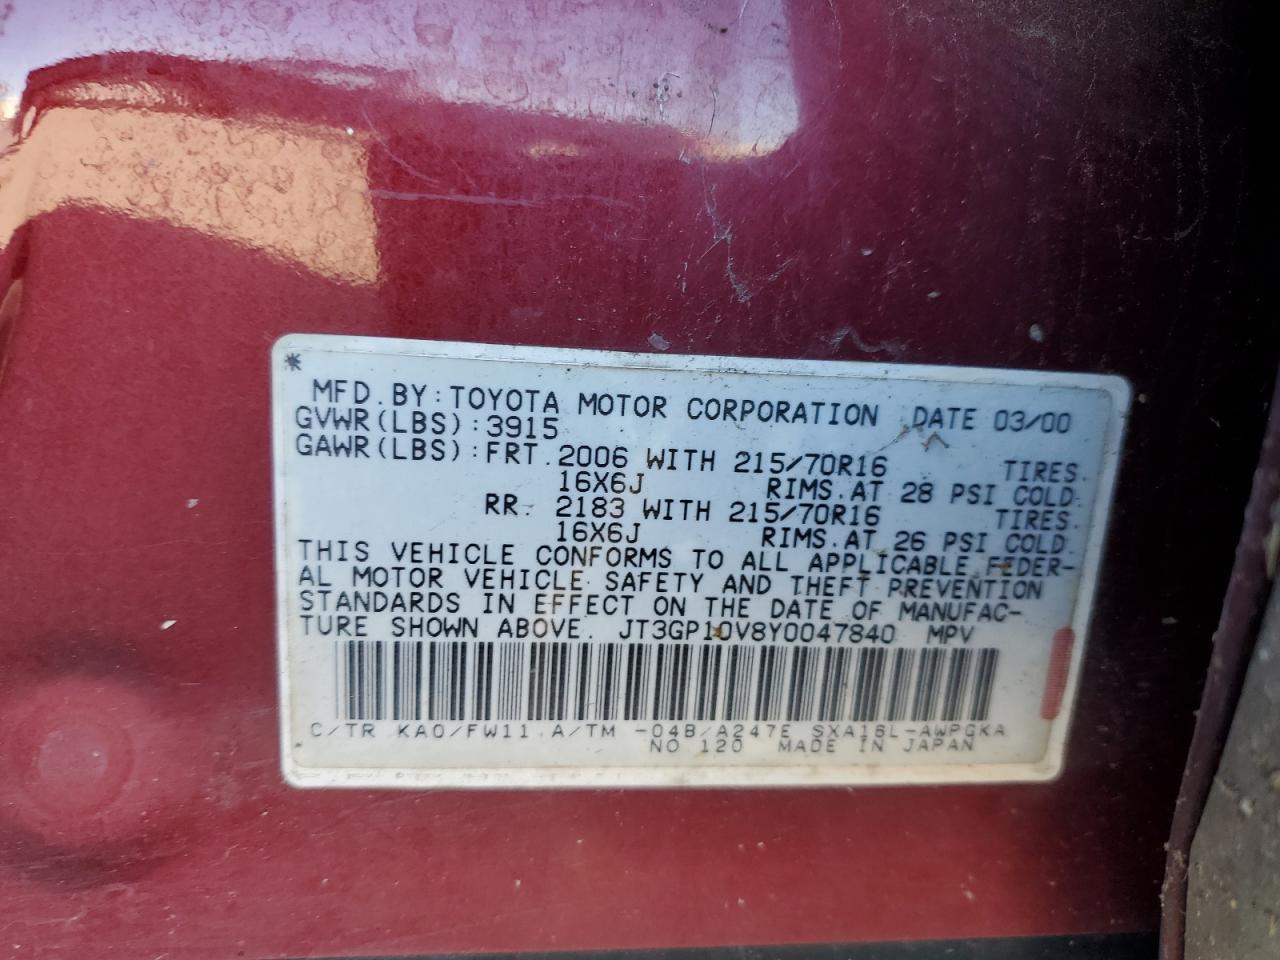 *
MFD. BY: TOYOTA MOTOR CORPORATION DATE 03/00
GVWR(LBS): 3915
GAWR(LBS): FRT. 2006 WITH 215/70R16 TIRES.
16X6J RIMS. AT 28 PSI COLD.
RR. 2183 WITH 215/70R16 TIRES.
16X6J RIMS. AT 26 PSI COLD.
THIS VEHICLE CONFORMS TO ALL APPLICABLE FEDER-
AL MOTOR VEHICLE SAFETY AND THEFT PREVENTION
STANDARDS IN EFFECT ON THE DATE OF MANUFAC-
TURE SHOWN ABOVE. JT3GP10V8Y0047840 MPV
C/TR KA0/FW11 A/TM -04B/A247E SXA16L-AWPGKA
NO.120 MADE IN JAPAN